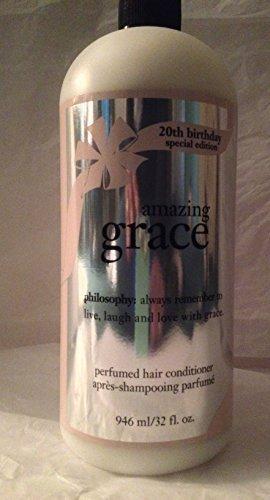 20th birthday
special edition
amazing
grace
philosophy: always remember to
live, laugh and love with grace.
perfumed hair conditioner
après-shampooing parfumé
946 ml/32 fl. oz.